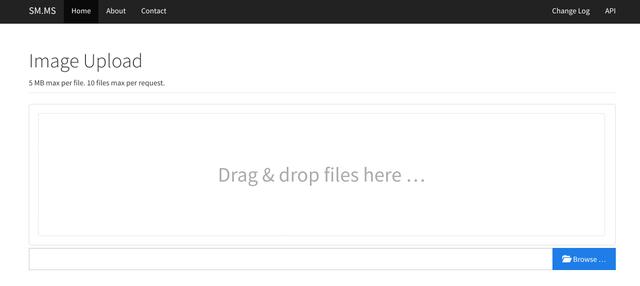 SM.MS Home About Contact Change Log API
Image Upload
5 MB max per file. 10 files max per request.
Drag & drop files here …
Browse …